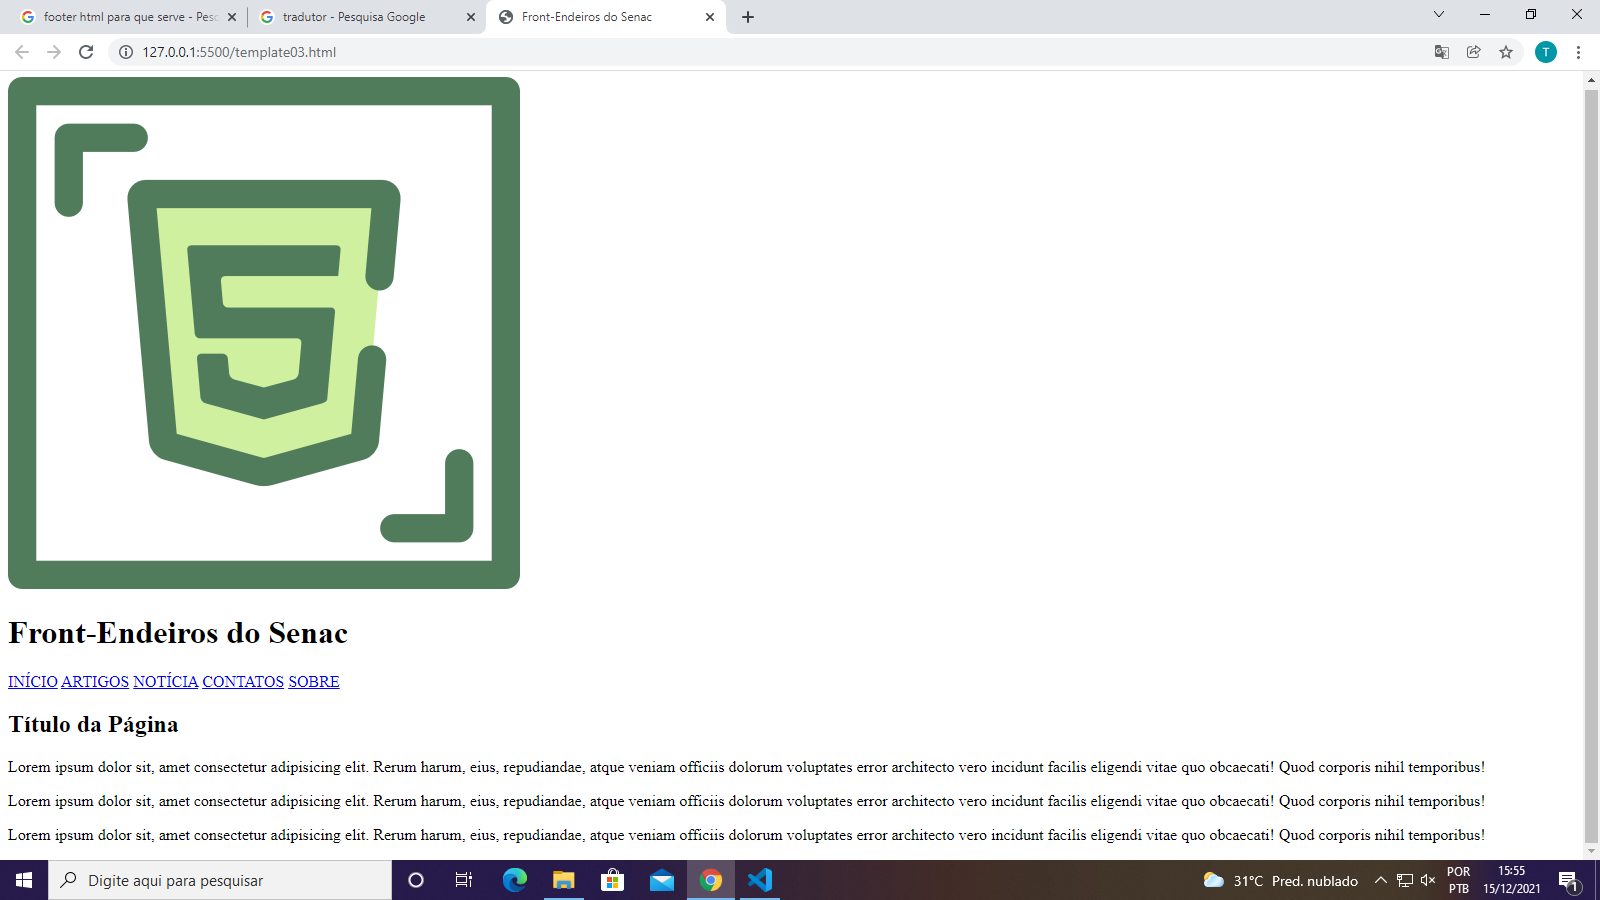 footer html para que serve - Pesc
tradutor - Pesquisa Google
Front-Endeiros do Senac
127.0.0.1:5500/template03.html
T
5
Front-Endeiros do Senac
INÍCIO ARTIGOS NOTÍCIA CONTATOS SOBRE
Título da Página
Lorem ipsum dolor sit, amet consectetur adipisicing elit. Rerum harum, eius, repudiandae, atque veniam officiis dolorum voluptates error architecto vero incidunt facilis eligendi vitae quo obcaecati! Quod corporis nihil temporibus!
Lorem ipsum dolor sit, amet consectetur adipisicing elit. Rerum harum, eius, repudiandae, atque veniam officiis dolorum voluptates error architecto vero incidunt facilis eligendi vitae quo obcaecati! Quod corporis nihil temporibus!
Lorem ipsum dolor sit, amet consectetur adipisicing elit. Rerum harum, eius, repudiandae, atque veniam officiis dolorum voluptates error architecto vero incidunt facilis eligendi vitae quo obcaecati! Quod corporis nihil temporibus!
Digite aqui para pesquisar
31°C Pred. nublado
POR
PTB
15:55
15/12/2021
1